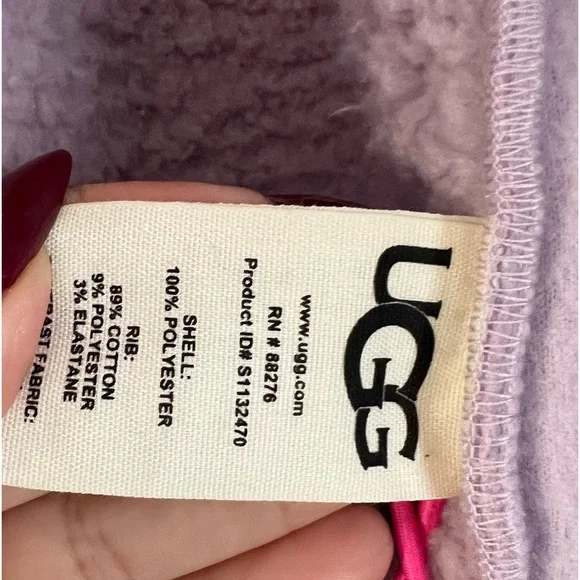 UGG
www.ugg.com
RN # 88276
Product ID# S1132470
SHELL:
100% POLYESTER
RIB:
89% COTTON
9% POLYESTER
3% ELASTANE
FABRIC: